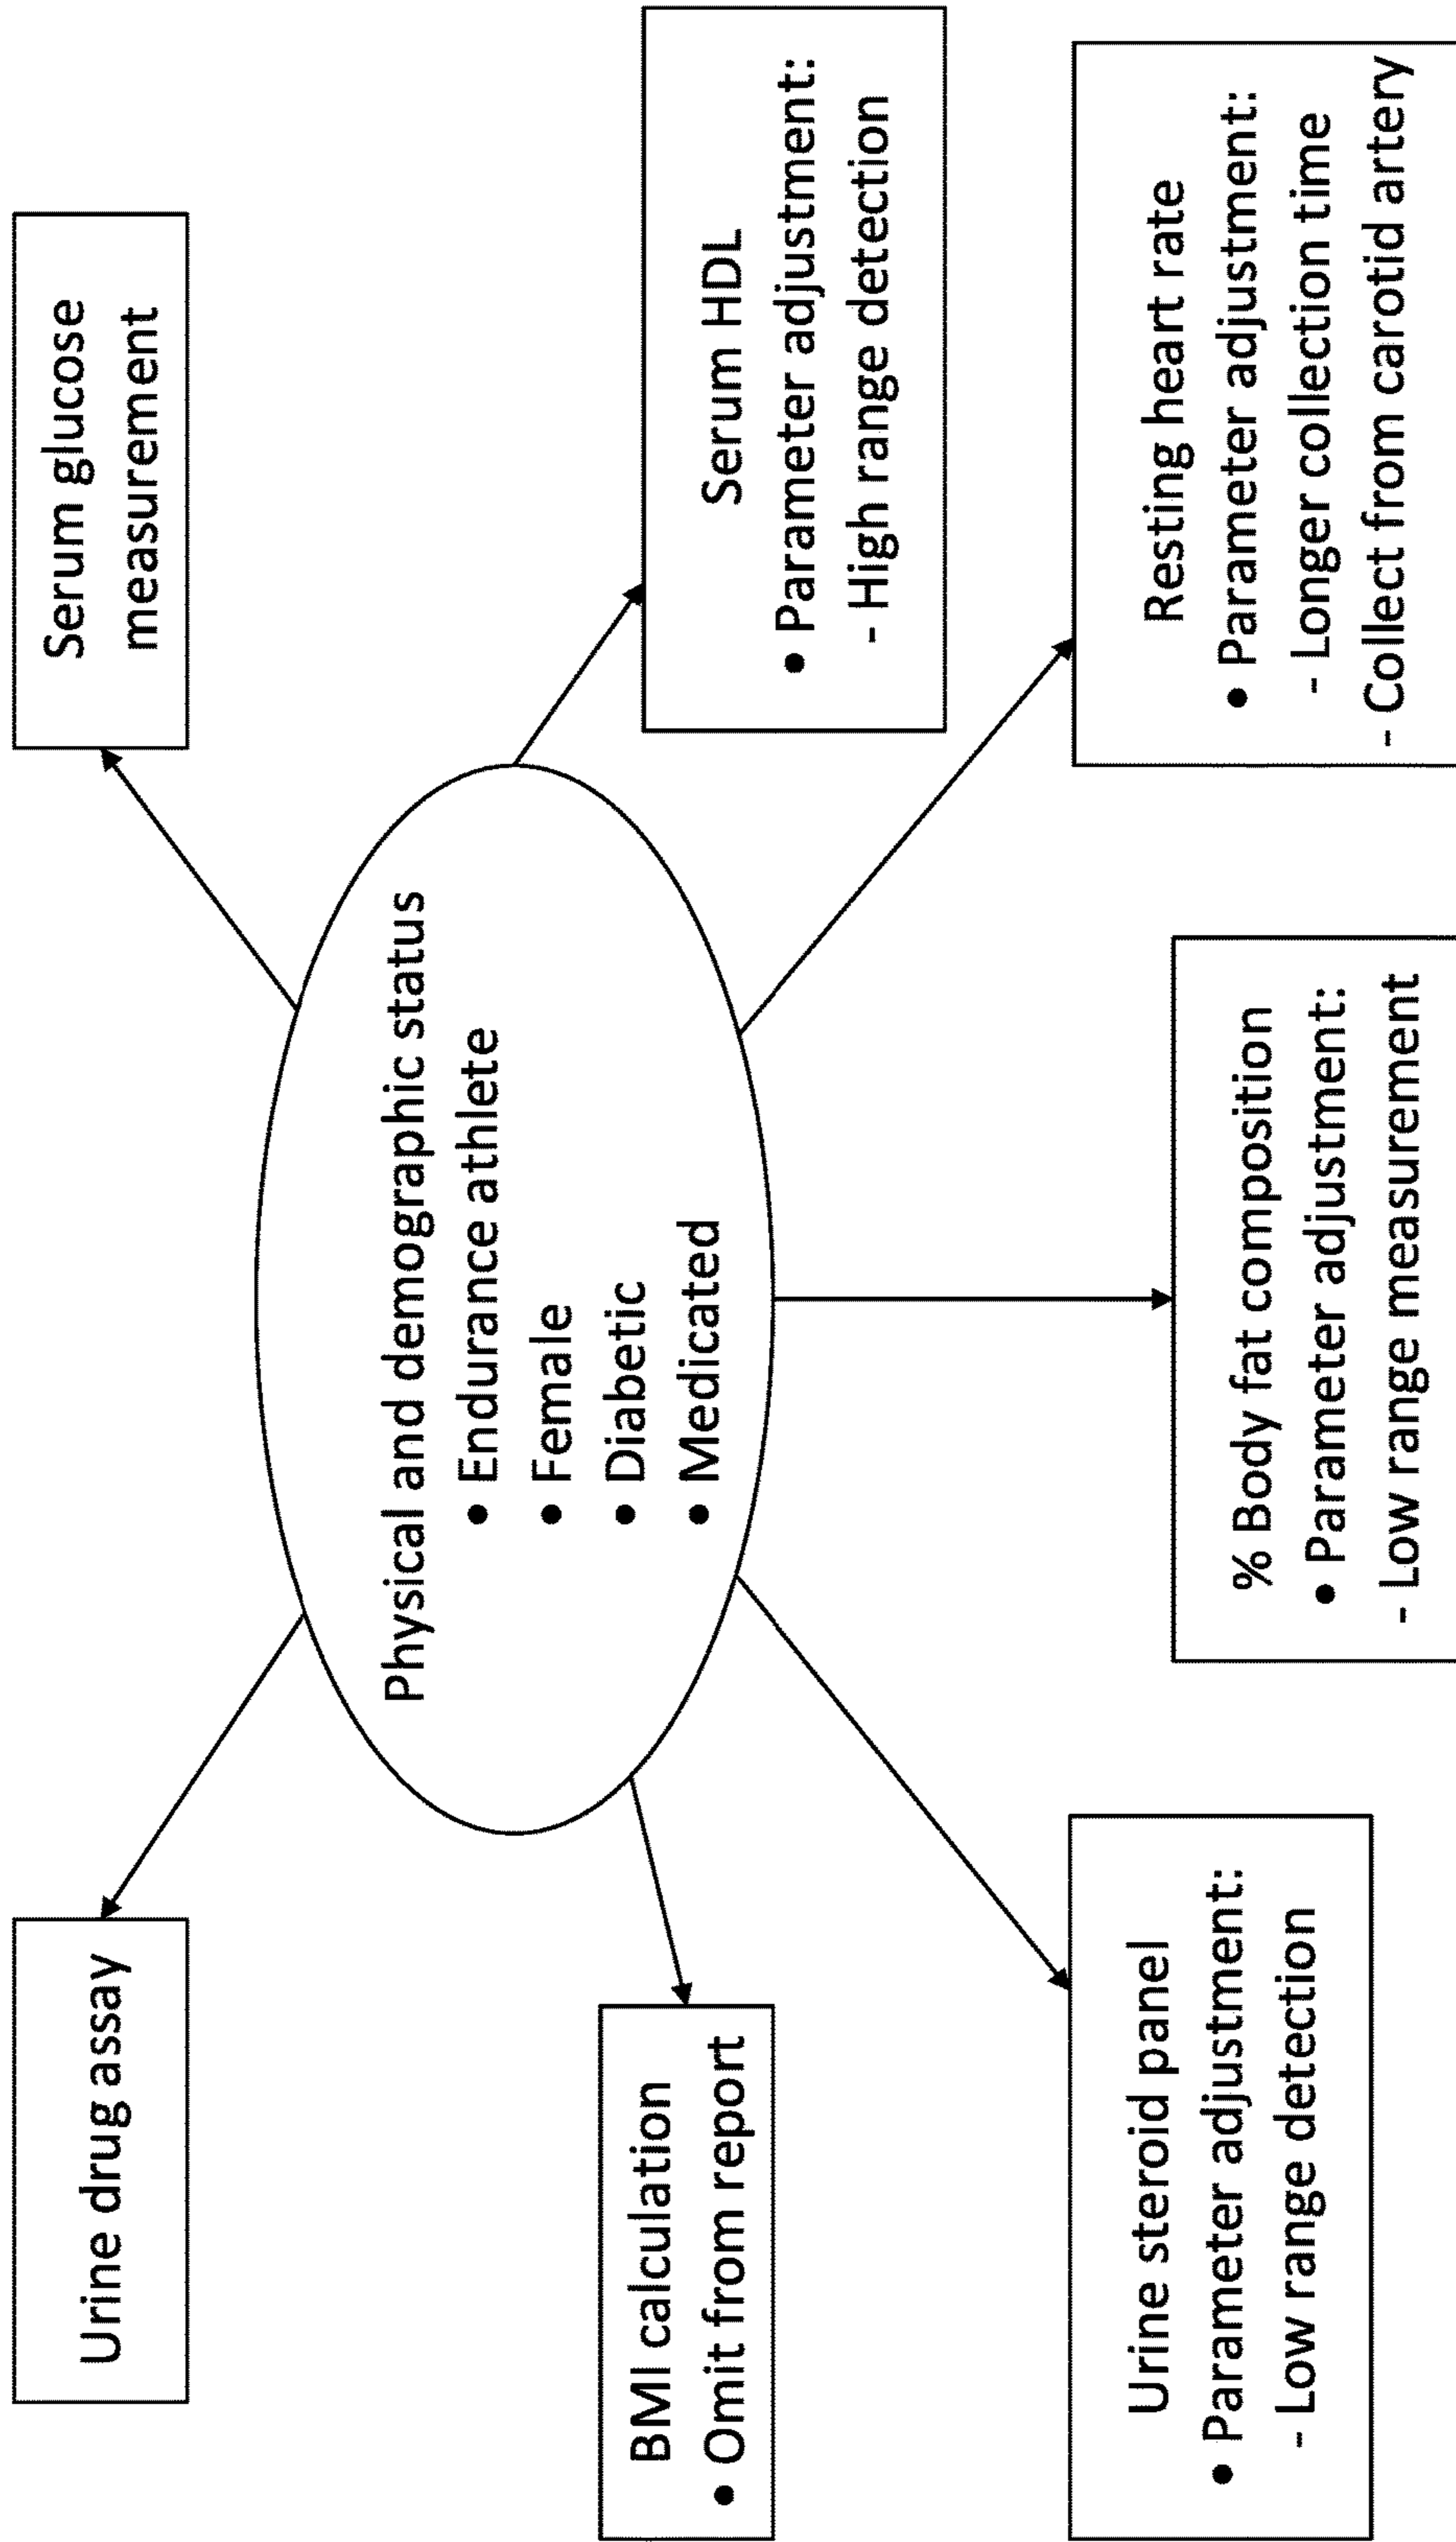 Urine drug assay
Serum glucose
measurement
Physical and demographic status
• Endurance athlete
• Female
• Diabetic
• Medicated
BMI calculation
• Omit from report
Serum HDL
• Parameter adjustment:
- High range detection
Urine steroid panel
• Parameter adjustment:
- Low range detection
% Body fat composition
• Parameter adjustment:
- Low range measurement
Resting heart rate
• Parameter adjustment:
- Longer collection time
- Collect from carotid artery